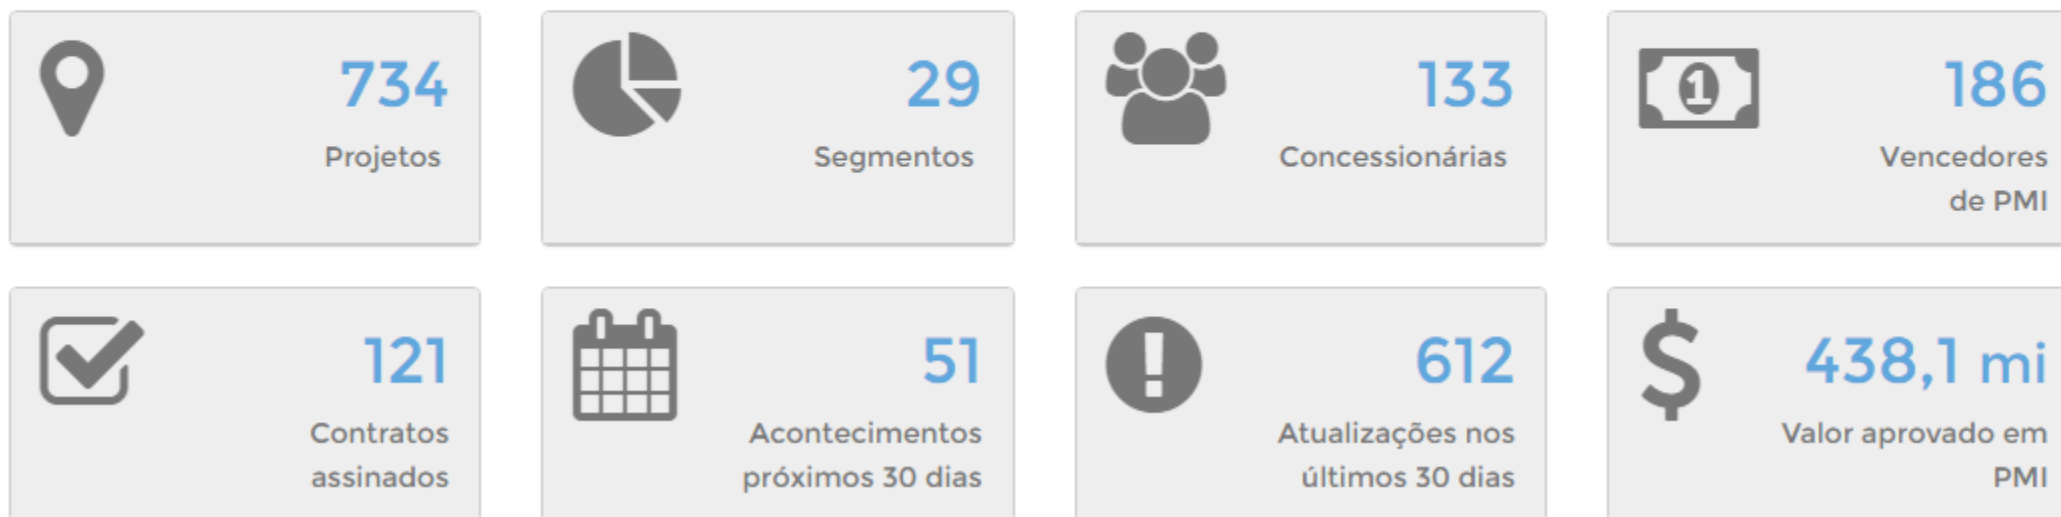 734
Projetos
29
Segmentos
133
Concessionárias
1
186
Vencedores
de PMI
121
Contratos
assinados
51
Acontecimentos
próximos 30 dias
612
Atualizações nos
últimos 30 dias
$
438,1 mi
Valor aprovado em
PMI